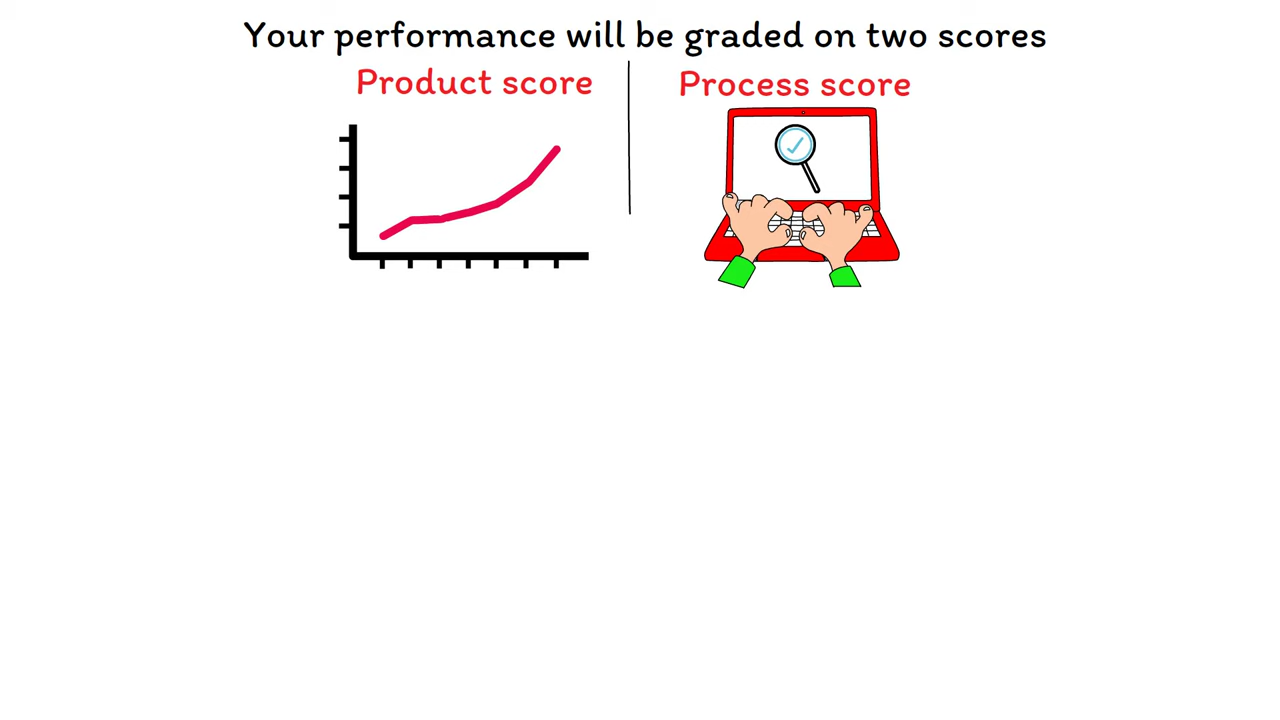 Your performance will be graded on two scores
Product score
Process score